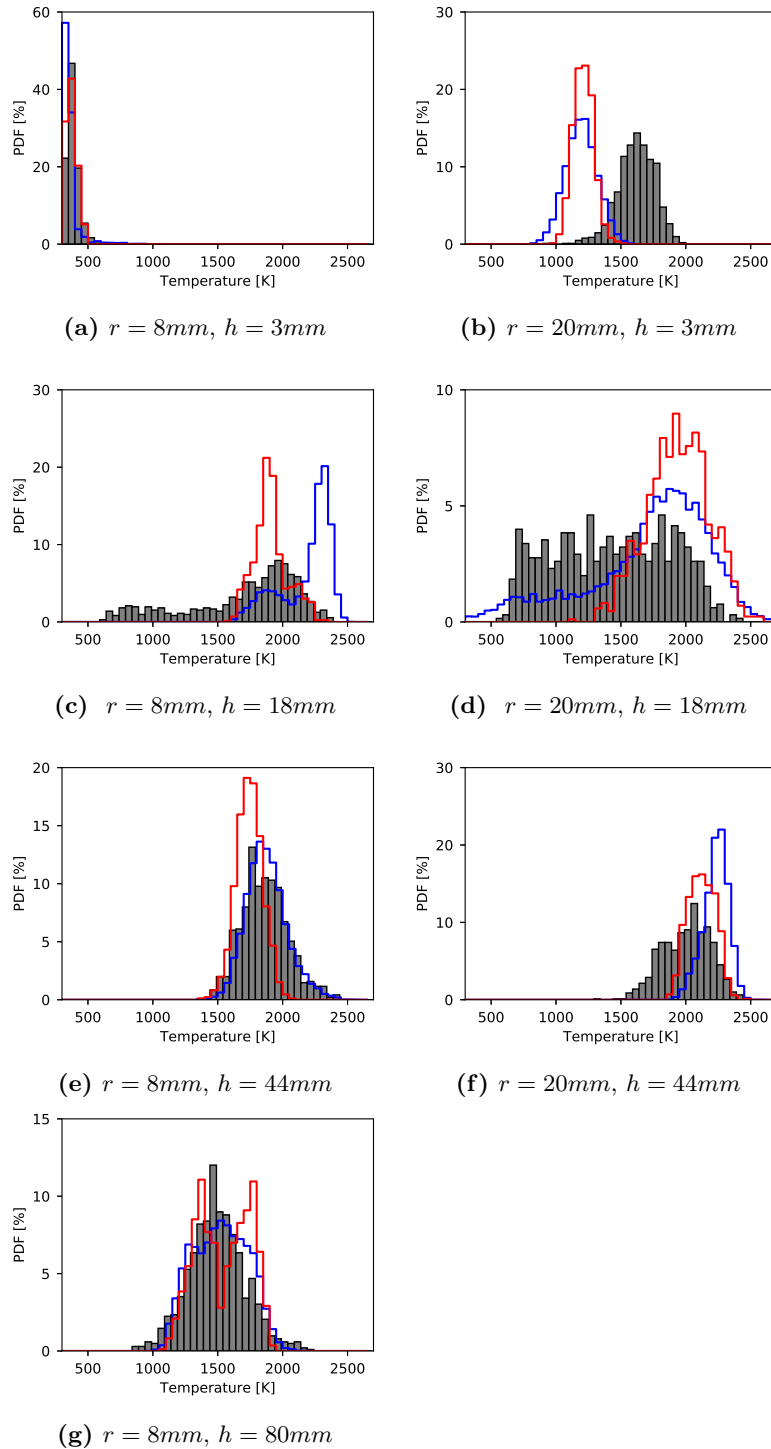 60
40
20
0
PDF [%]
500 1000 1500 2000 2500
Temperature [K]
(a) r = 8mm, h = 3mm
30
20
10
0
PDF [%]
500 1000 1500 2000 2500
Temperature [K]
(b) r = 20mm, h = 3mm
30
20
10
0
PDF [%]
500 1000 1500 2000 2500
Temperature [K]
(c) r = 8mm, h = 18mm
10
5
0
PDF [%]
500 1000 1500 2000 2500
Temperature [K]
(d) r = 20mm, h = 18mm
20
15
10
5
0
PDF [%]
500 1000 1500 2000 2500
Temperature [K]
(e) r = 8mm, h = 44mm
30
20
10
0
PDF [%]
500 1000 1500 2000 2500
Temperature [K]
(f) r = 20mm, h = 44mm
15
10
5
0
PDF [%]
500 1000 1500 2000 2500
Temperature [K]
(g) r = 8mm, h = 80mm